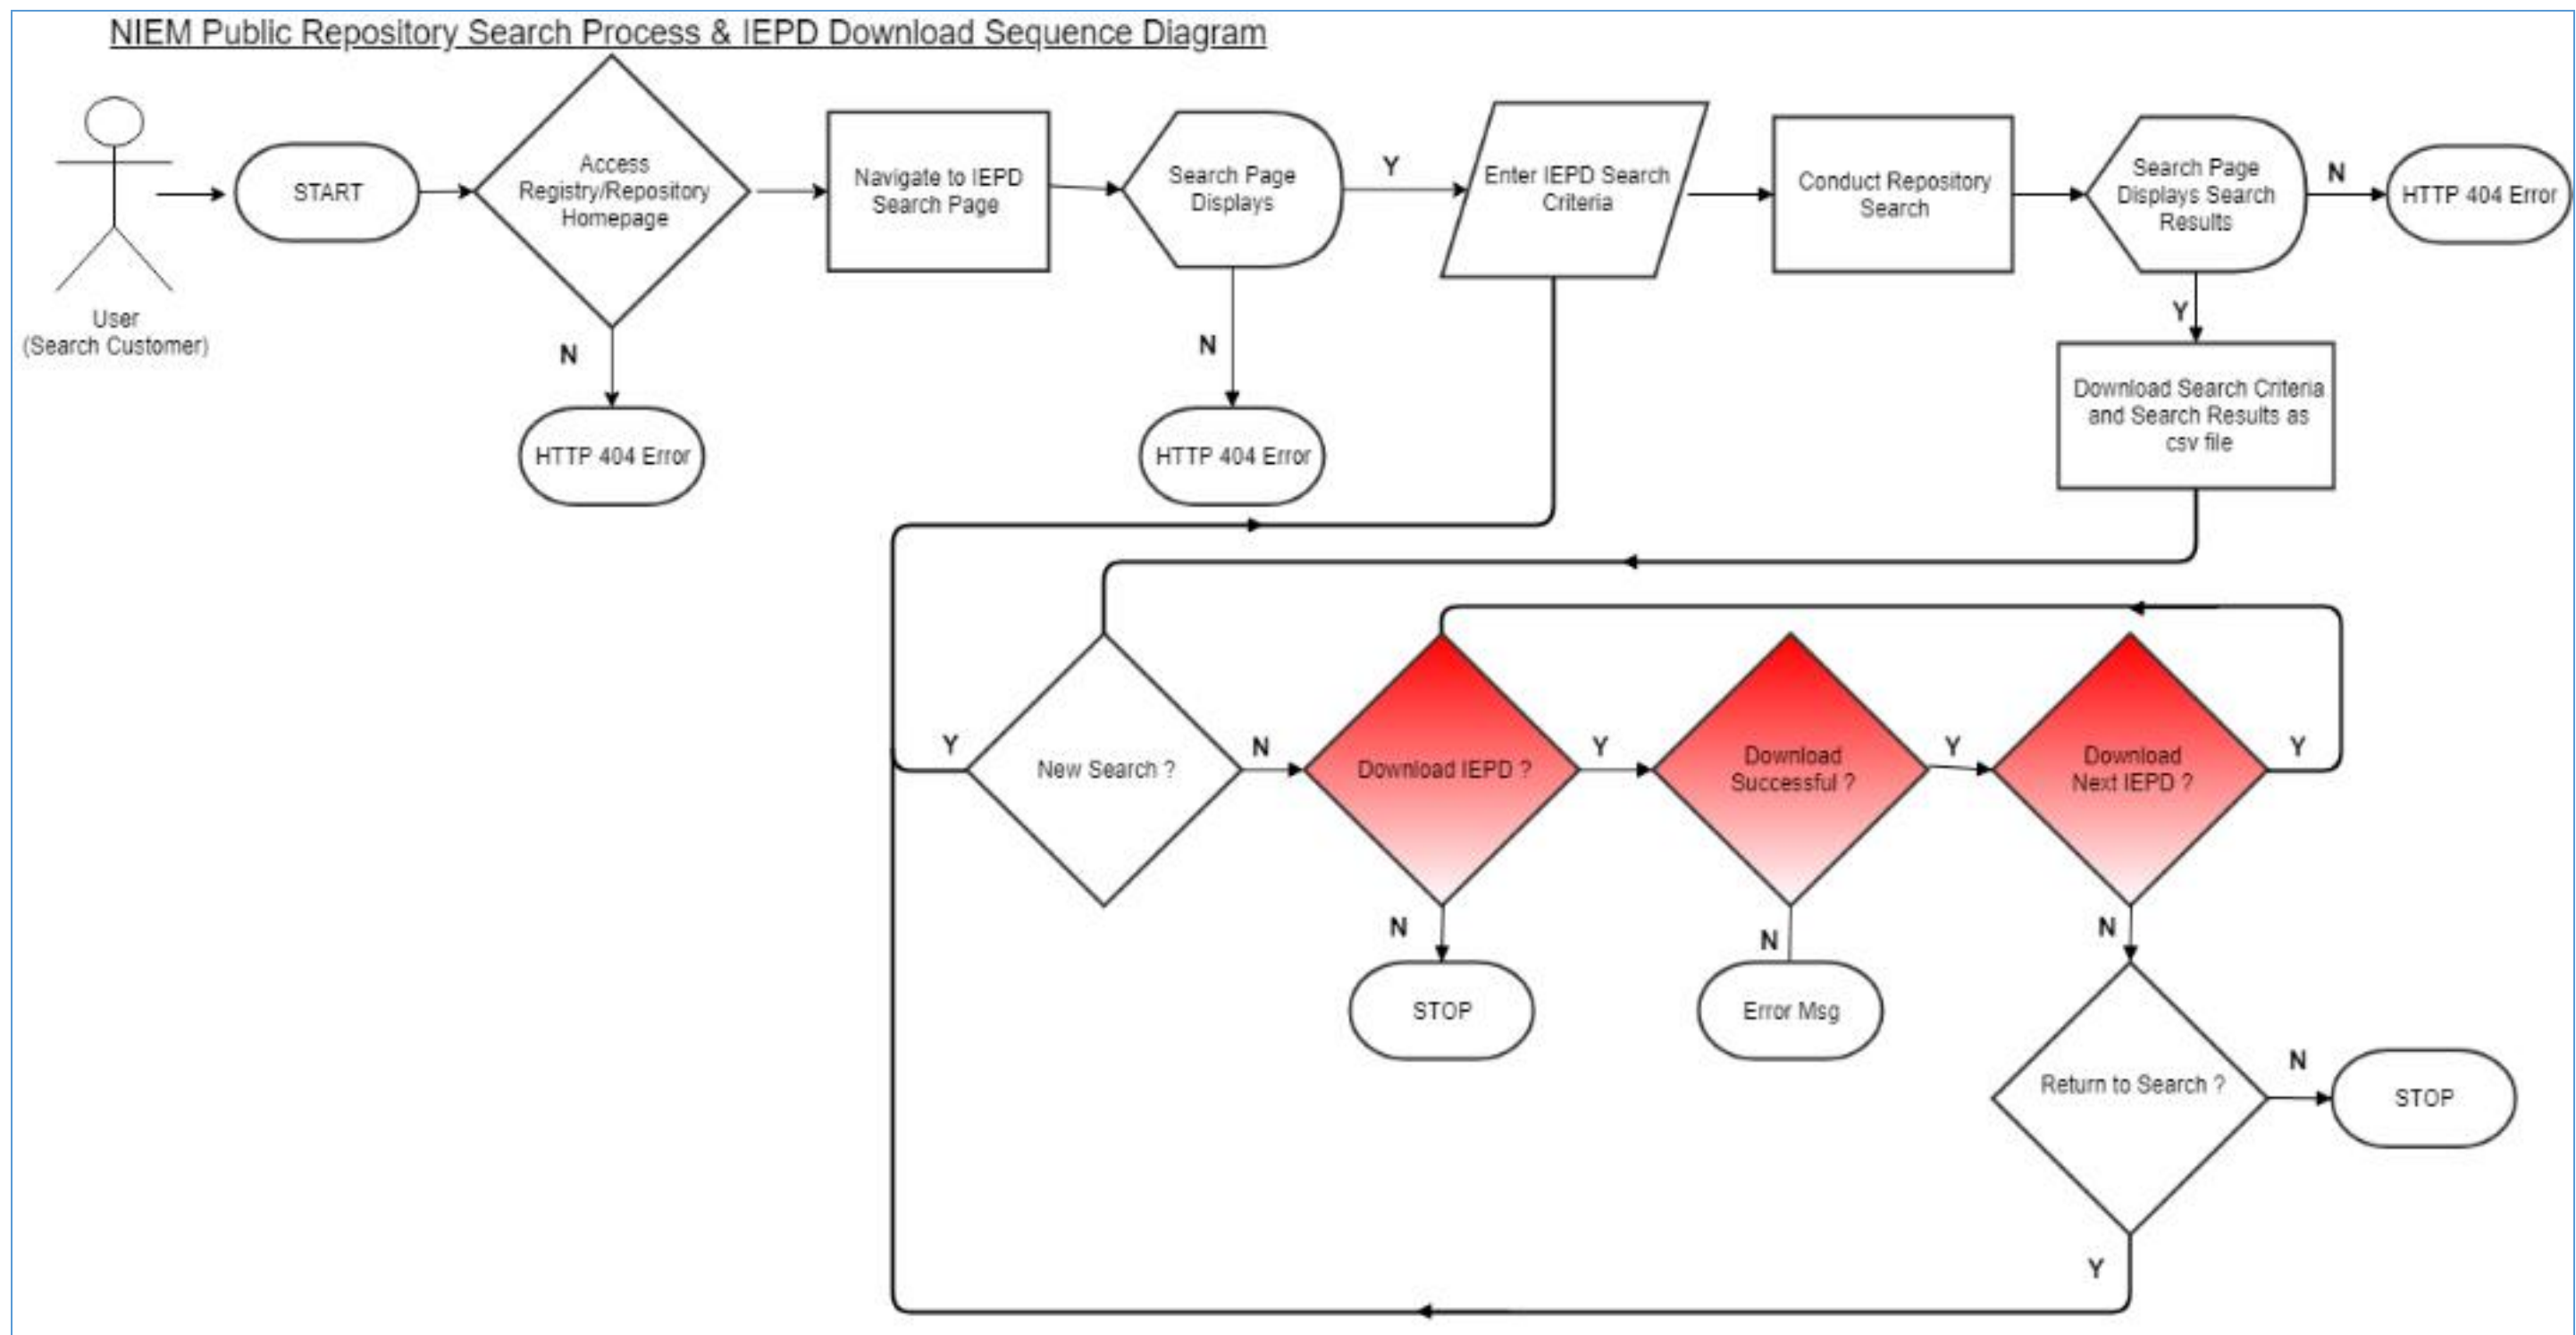 NIEM Public Repository Search Process & IEPD Download Sequence Diagram
User
(Search Customer)
START
Access
Registry/Repository
Homepage
N
HTTP 404 Error
Navigate to IEPD
Search Page
Search Page
Displays
N
HTTP 404 Error
Y
Enter IEPD Search
Criteria
Conduct Repository
Search
Search Page
Displays Search
Results
N
HTTP 404 Error
Y
Download Search Criteria
and Search Results as
csv file
Y
New Search ?
N
Download IEPD ?
N
STOP
Y
Download
Successful ?
N
Error Msg
Y
Download
Next IEPD ?
Y
N
Return to Search ?
N
STOP
Y